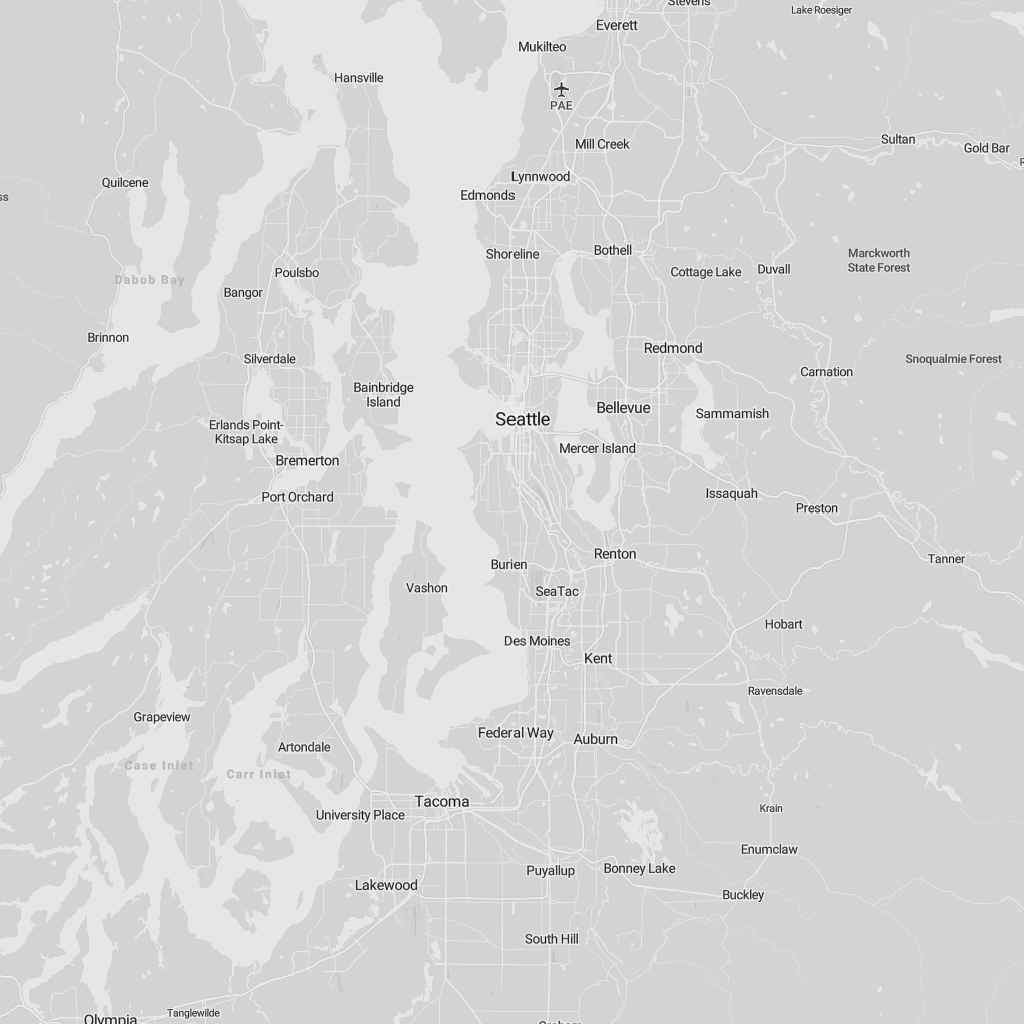 Stevens
Lake Roesiger
Everett
Mukilteo
Hansville
PAE
Sultan
Mill Creek
Gold Bar
Lynnwood
Quilcene
Edmonds
Shoreline
Bothell
Marckworth
State Forest
Cottage Lake
Duvall
Poulsbo
Dabob Bay
Bangor
Brinnon
Redmond
Silverdale
Snoqualmie Forest
Carnation
Bainbridge
Island
Bellevue
Sammamish
Seattle
Erlands Point-
Kitsap Lake
Mercer Island
Bremerton
Issaquah
Port Orchard
Preston
Renton
Tanner
Burien
Vashon
SeaTac
Hobart
Des Moines
Kent
Ravensdale
Grapeview
Federal Way
Auburn
Artondale
Case Inlet
Carr Inlet
Tacoma
Krain
University Place
Enumclaw
Puyallup
Bonney Lake
Lakewood
Buckley
South Hill
Tanglewilde
Olympia